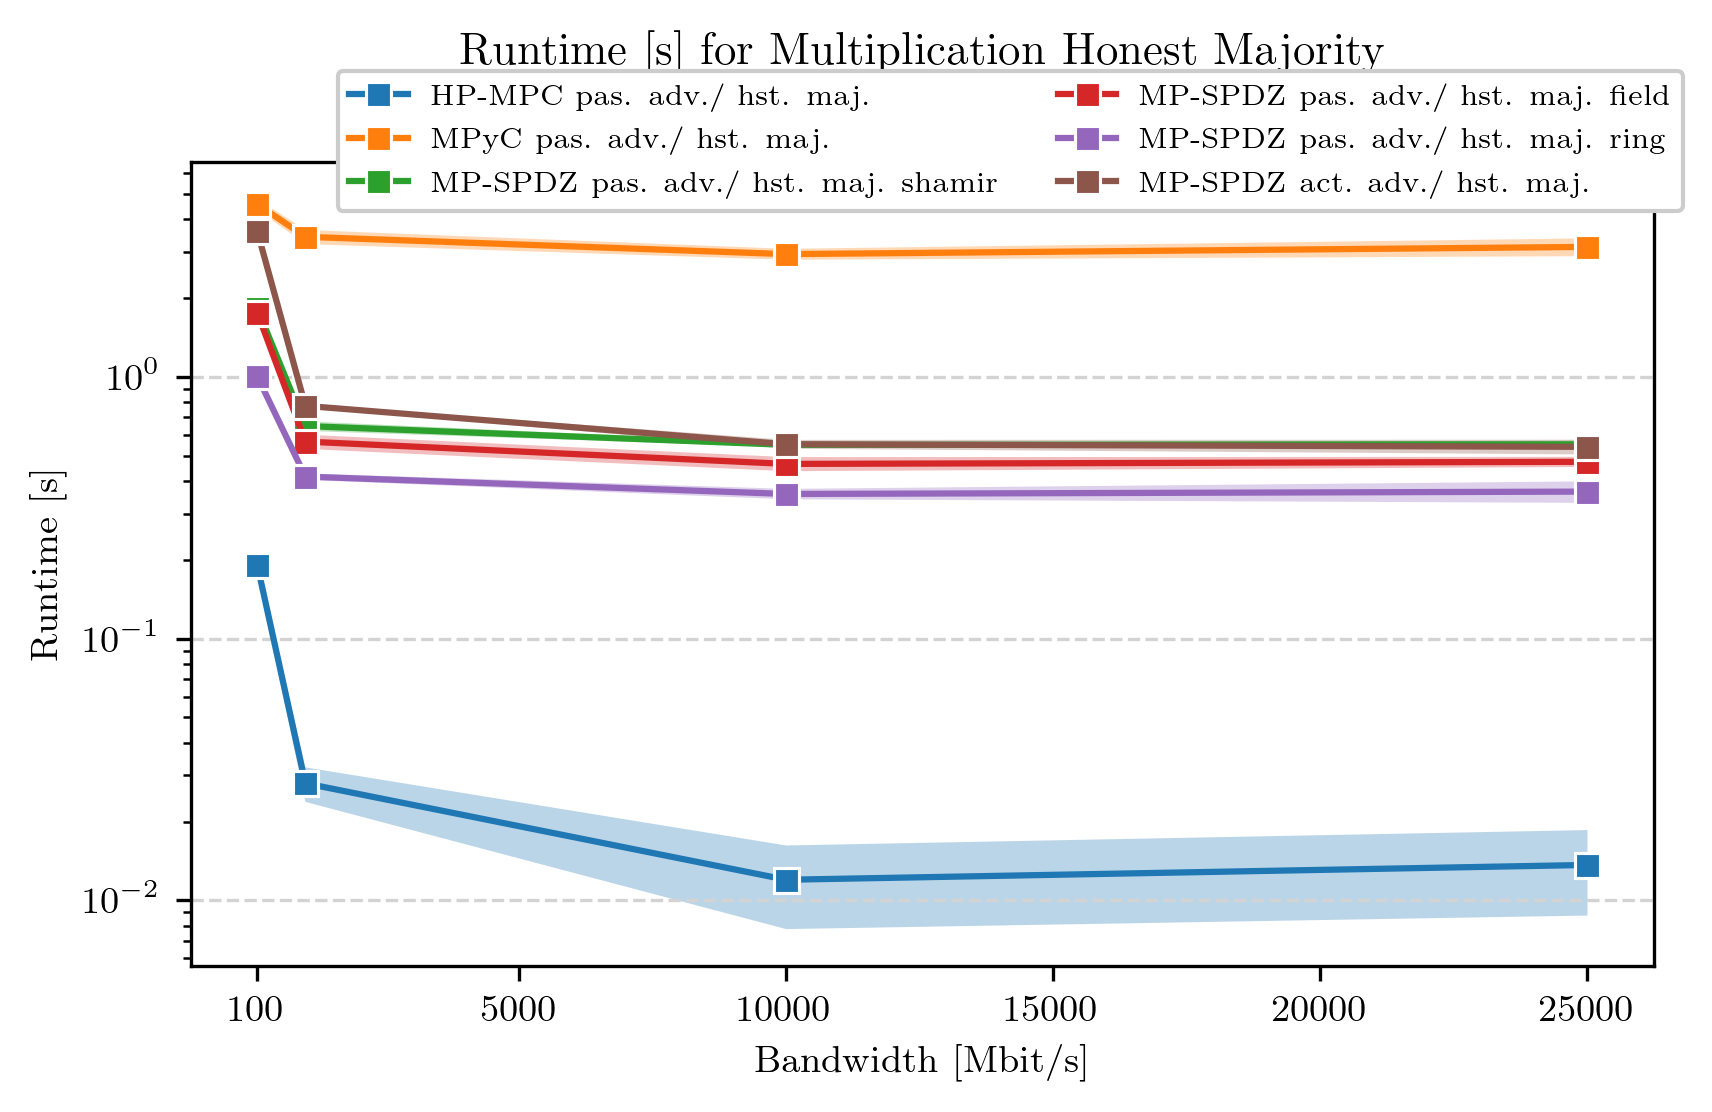 Runtime [s] for Multiplication Honest Majority
HP-MPC pas. adv./ hst. maj.
MPyC pas. adv./ hst. maj.
MP-SPDZ pas. adv./ hst. maj. shamir
MP-SPDZ pas. adv./ hst. maj. field
MP-SPDZ pas. adv./ hst. maj. ring
MP-SPDZ act. adv./ hst. maj.
Runtime [s]
10⁰
10⁻¹
10⁻²
100 5000 10000 15000 20000 25000
Bandwidth [Mbit/s]